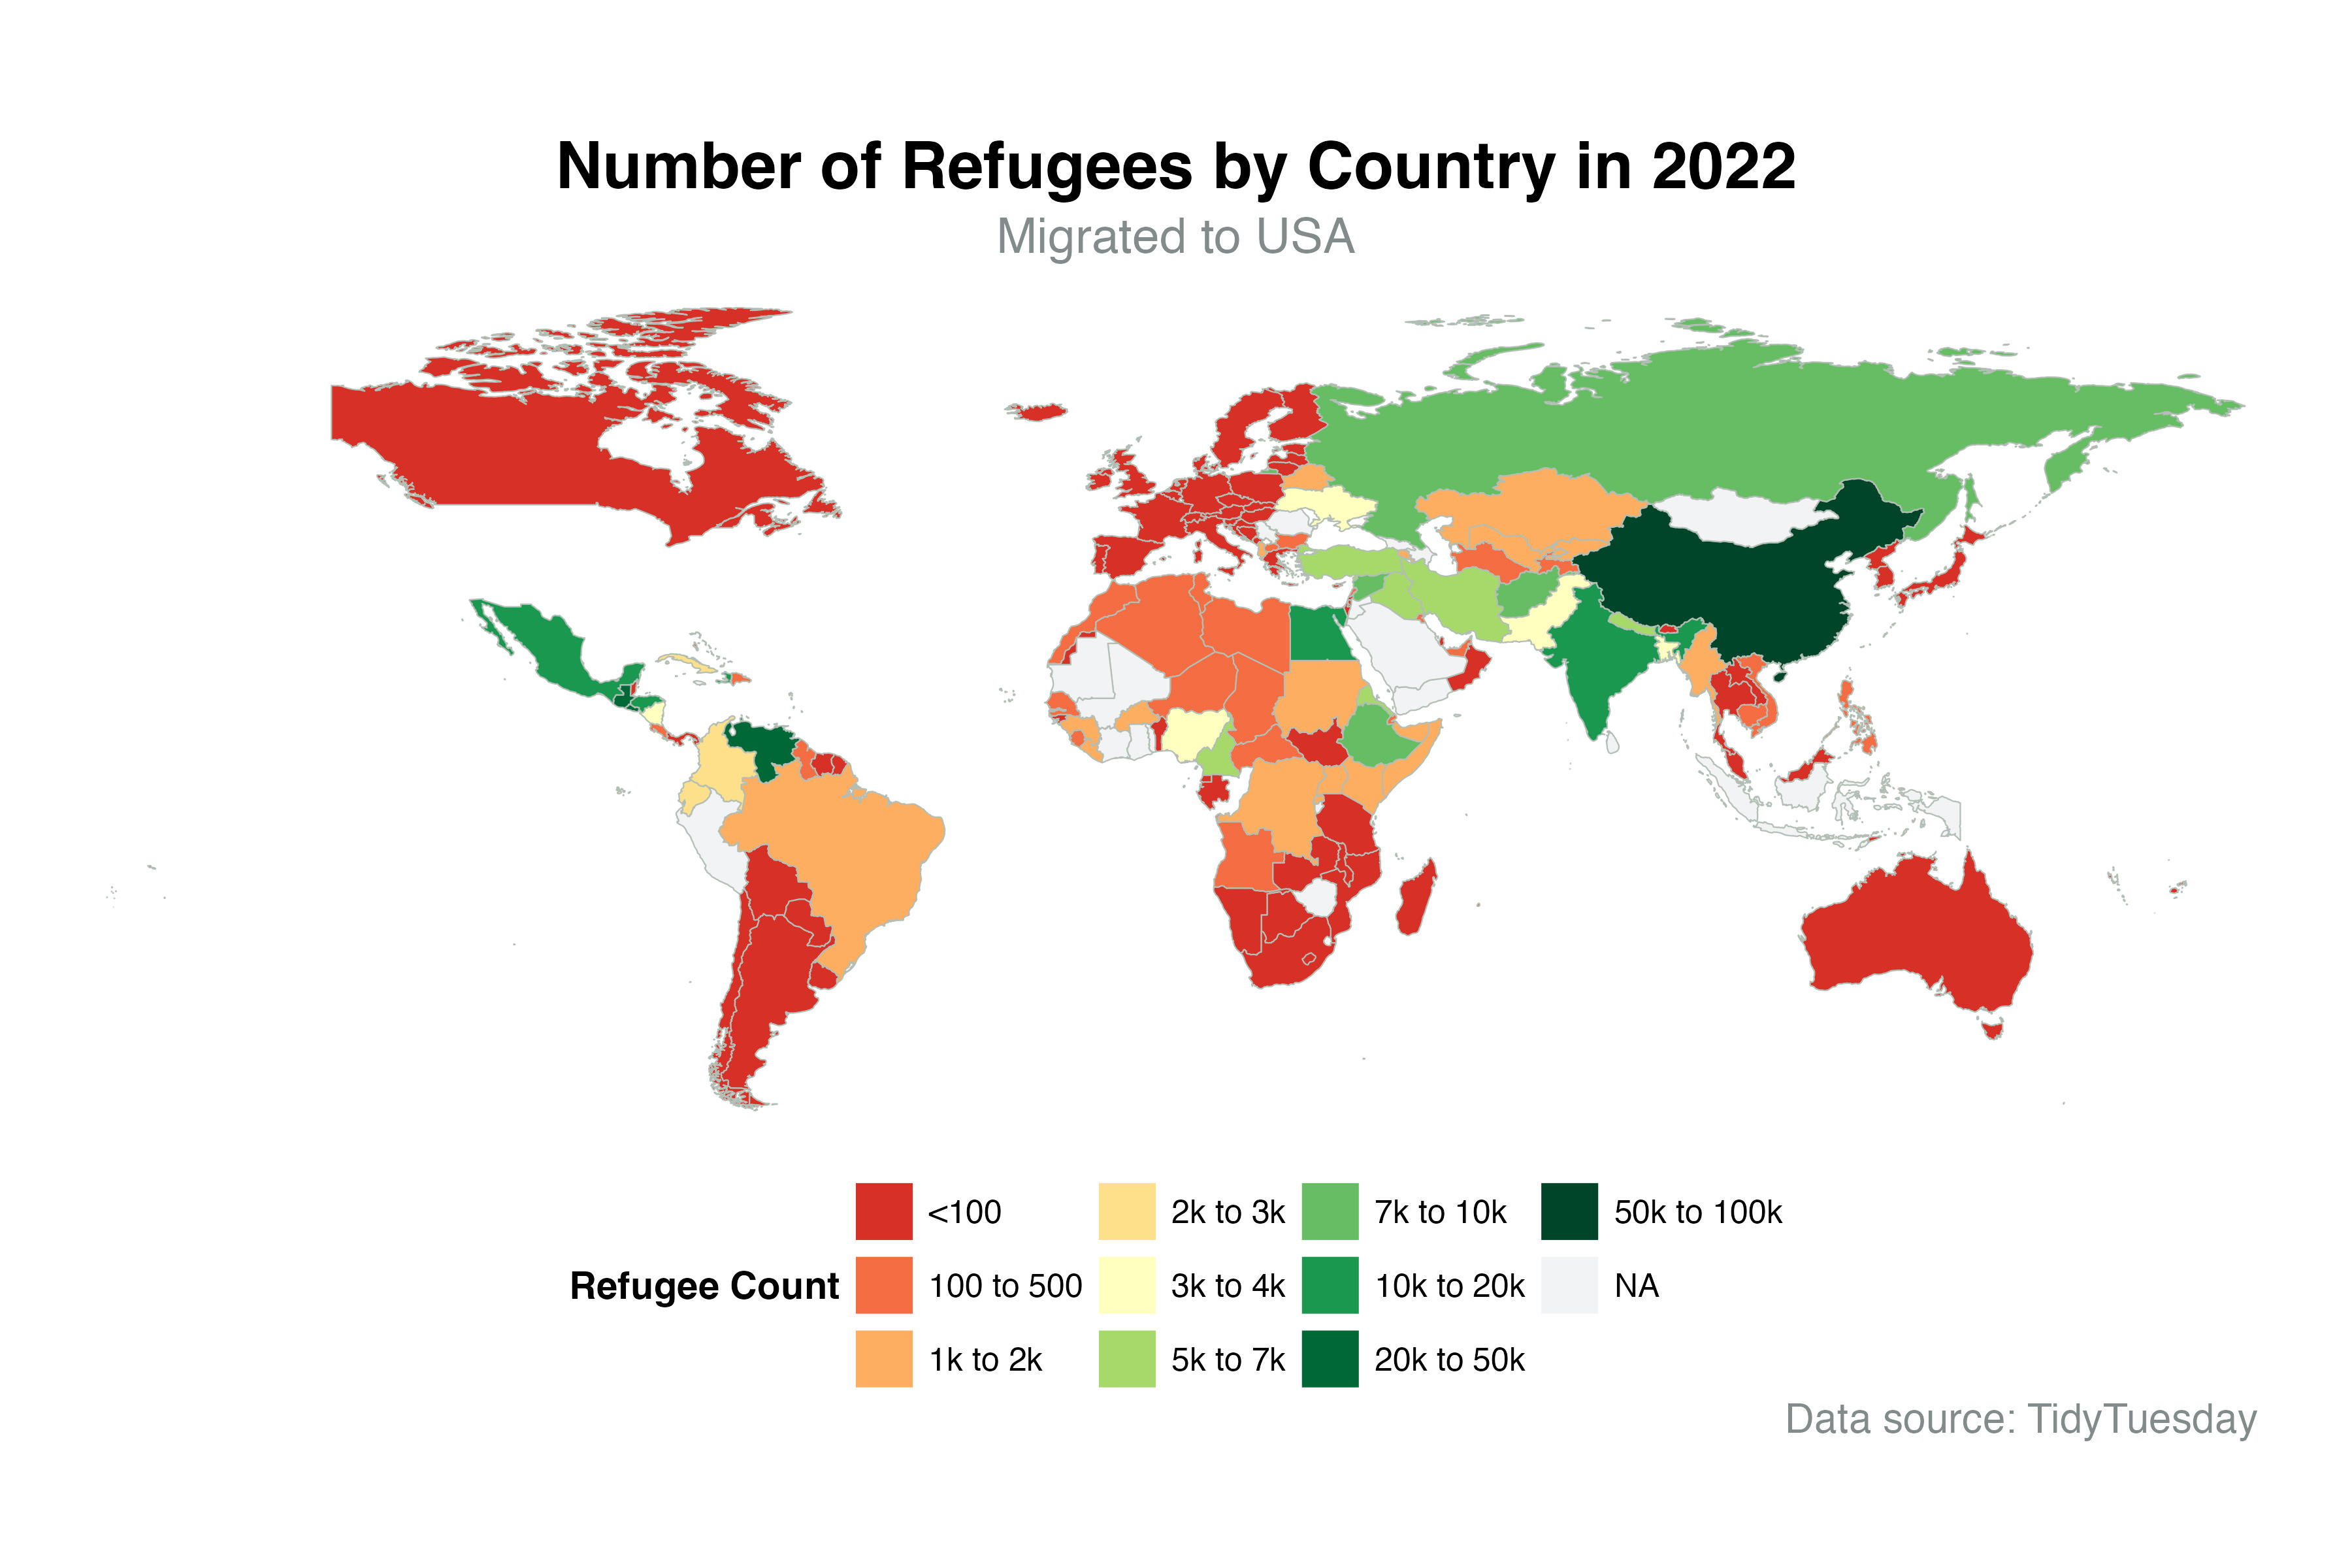 Number of Refugees by Country in 2022
Migrated to USA
Refugee Count
<100
100 to 500
1k to 2k
2k to 3k
3k to 4k
5k to 7k
7k to 10k
10k to 20k
20k to 50k
50k to 100k
NA
Data source: TidyTuesday